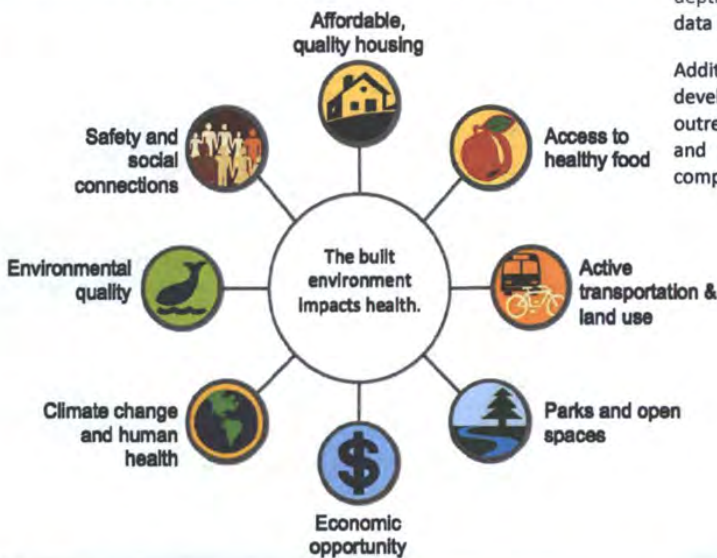 Affordable,
quality housing
Safety and
social
connections
Access to
healthy food
Environmental
quality
The built
environment
impacts health.
Active
transportation &
land use
Climate change
and human
health
Parks and open
spaces
$
Economic
opportunity
data
Addit
devel
outre
and
comp